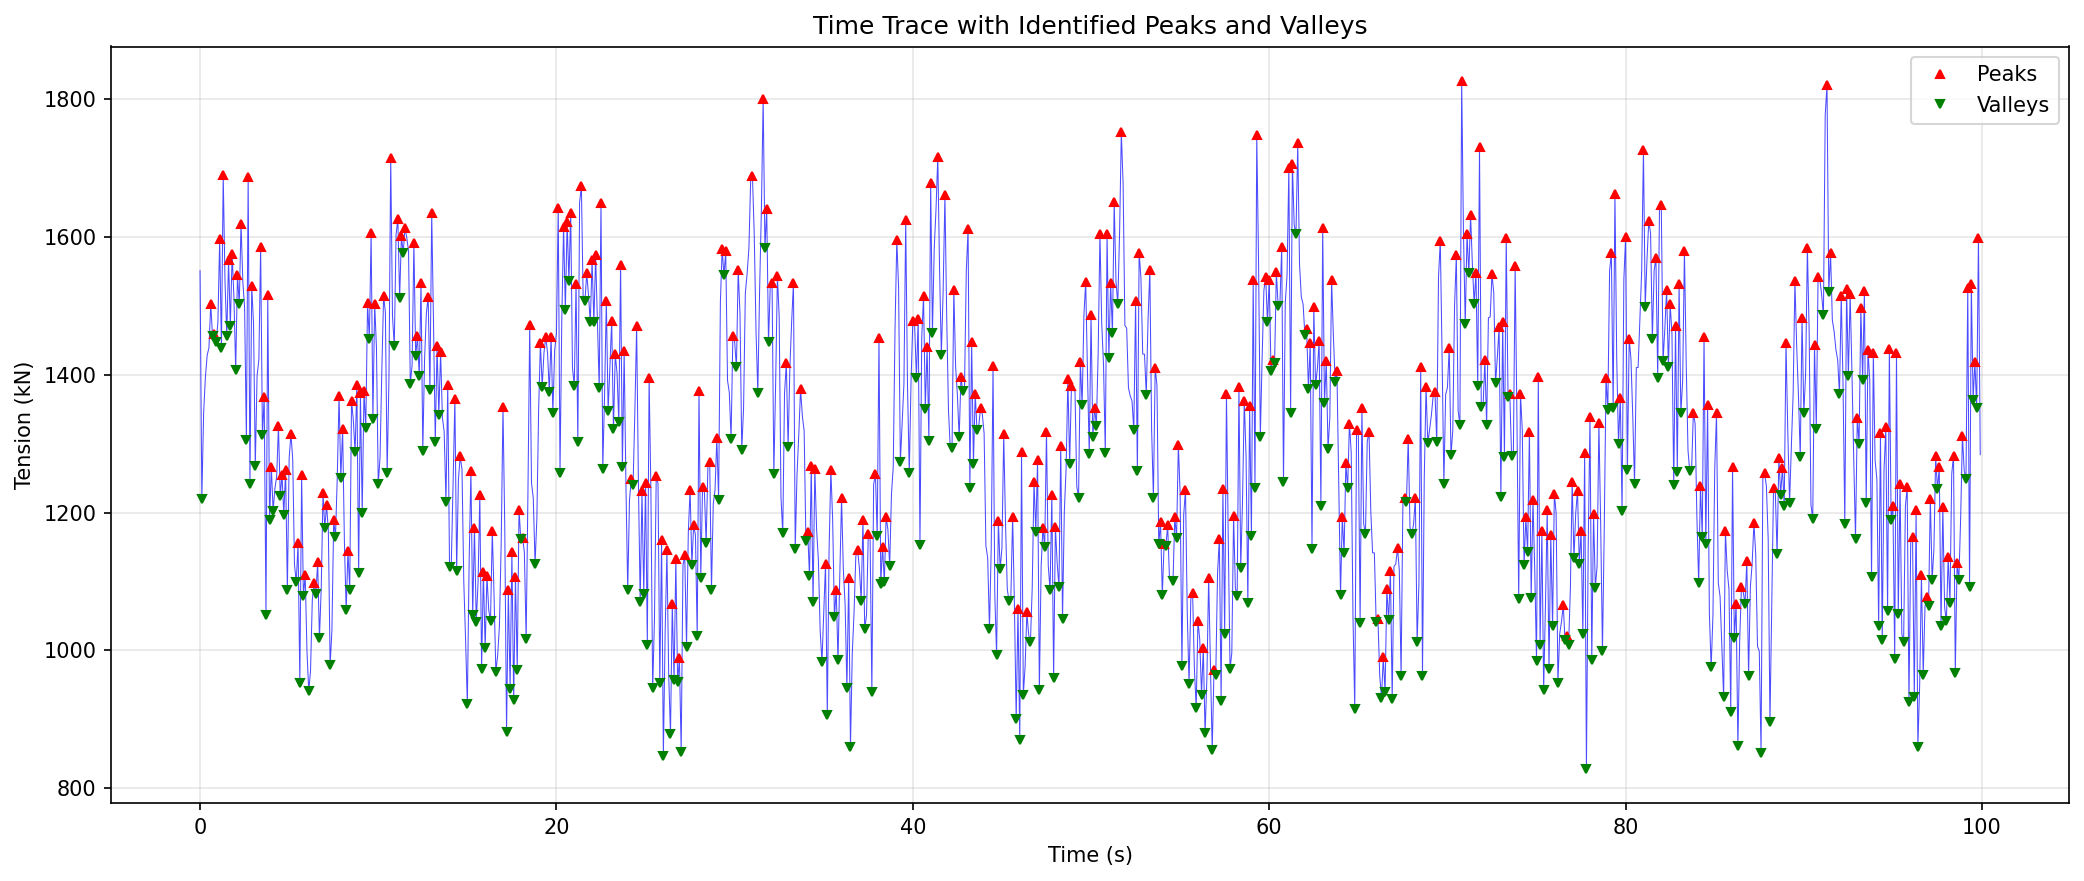 Time Trace with Identified Peaks and Valleys
Peaks
Valleys
Tension (kN)
1800
1600
1400
1200
1000
800
0
20
40
60
80
100
Time (s)